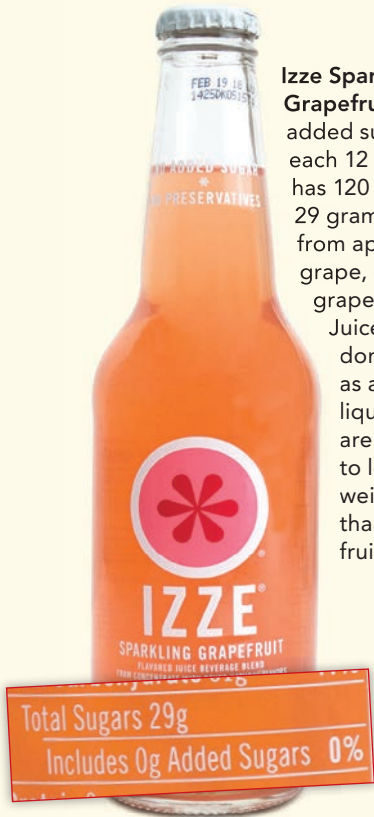 FEB 19 18
NO ADDED SUGAR
*
PRESERVATIVES
IZZE
SPARKLING GRAPEFRUIT
FLAVORED JUICE BEVERAGE BLEND
Total Sugars 29g
Includes 0g Added Sugars 0%
Izze Spar
Grapefru
added su
each 12
has 120
29 gram
from ap
grape,
grape
Juice
don
as a
liqu
are
to l
wei
tha
frui